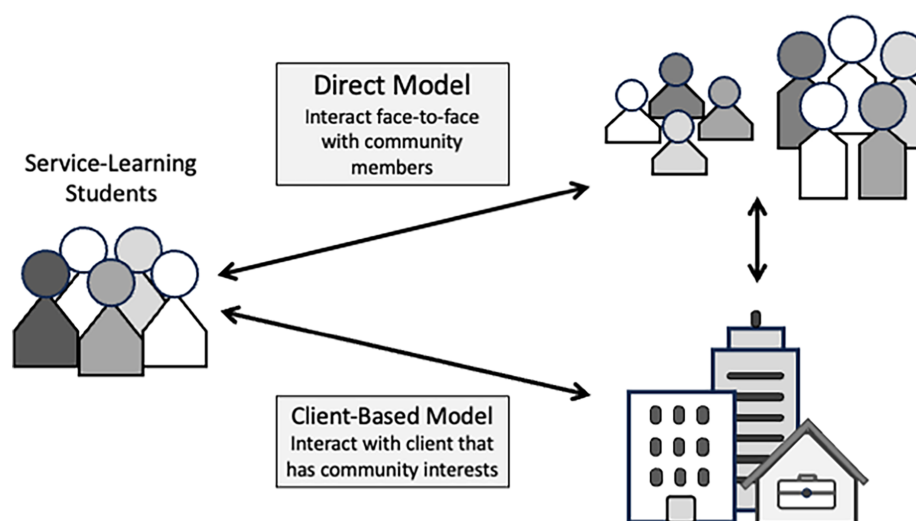 Direct Model
Interact face-to-face
with community
members
Service-Learning
Students
Client-Based Model
Interact with client that
has community interests